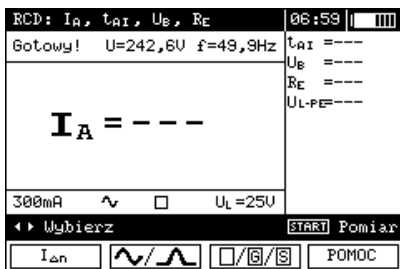 RCD: IA, tAI, UB, RE 06:59
Gotowy! U=242,6V f=49,9Hz
tAI =---
UB =---
RE =---
UL-PE=---
IA = ---
300mA ∿ □ UL=25V
◂▸ Wybierz START Pomiar
I△n ∿/ □/G/S POMOC